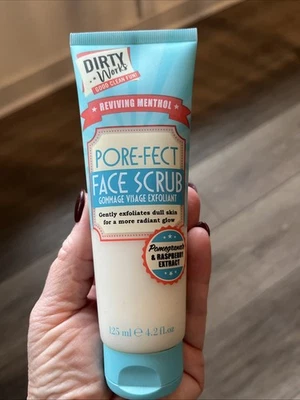 DIRTY
Works
GOOD CLEAN FUN!
REVIVING MENTHOL
PORE-FECT
FACE SCRUB
GOMMAGE VISAGE EXFOLIANT
Gently exfoliates dull skin
for a more radiant glow
Pomegranate
& RASPBERRY
EXTRACT
125 ml ℮ 4.2 fl.oz